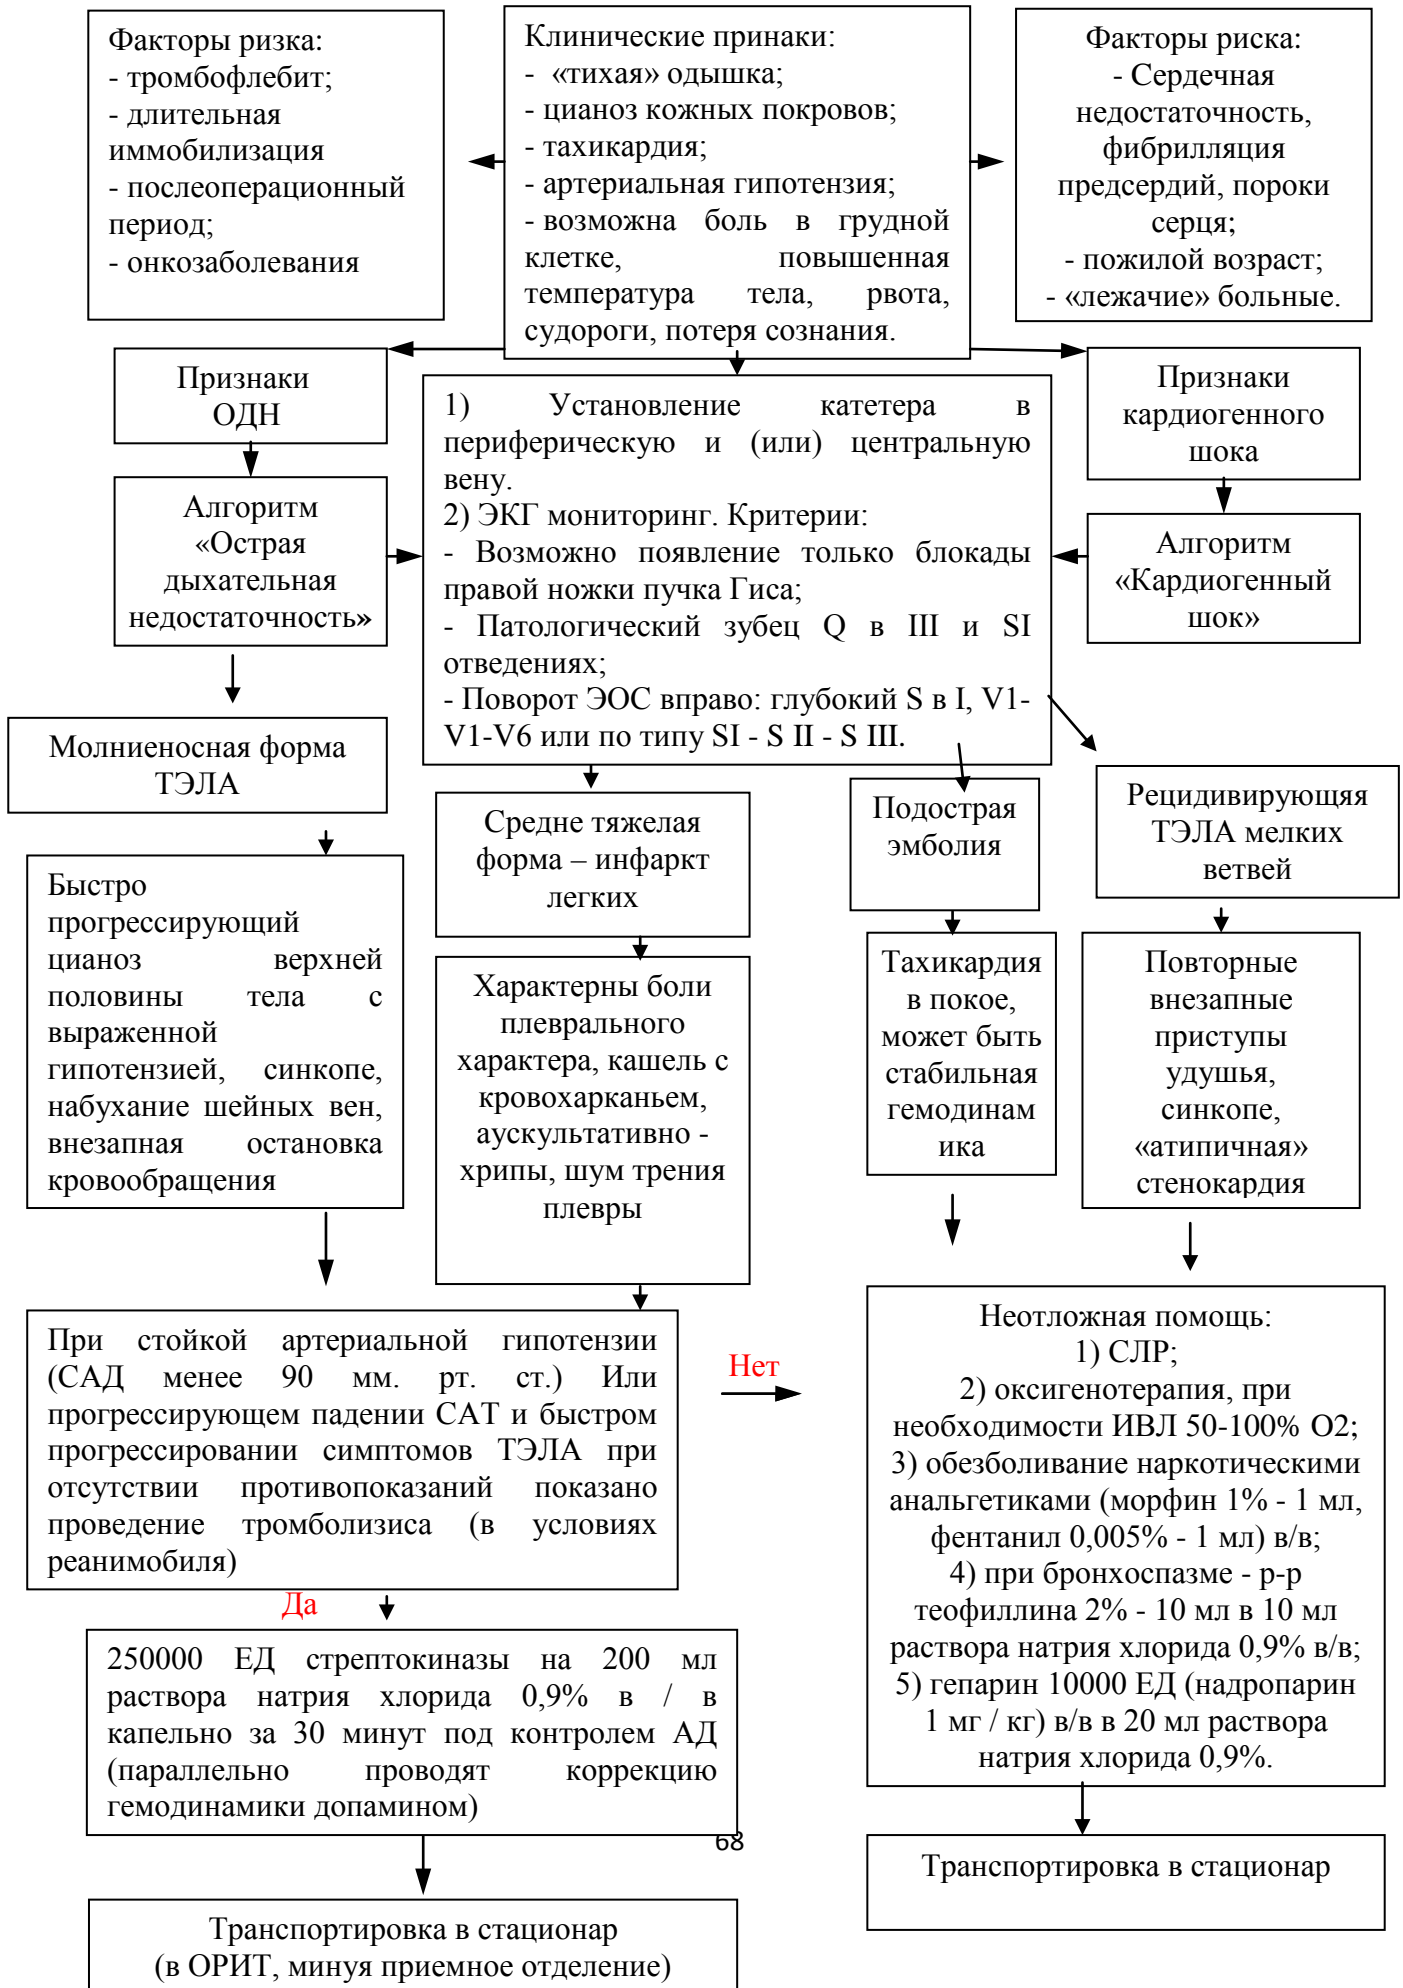 Факторы ризка:
- тромбофлебит;
- длительная
иммобилизация
- послеоперационный
период;
- онкозаболевания
Клинические принаки:
- «тихая» одышка;
- цианоз кожных покровов;
- тахикардия;
- артериальная гипотензия;
- возможна боль в грудной
клетке, повышенная
температура тела, рвота,
судороги, потеря сознания.
Факторы риска:
- Сердечная
недостаточность,
фибрилляция
предсердий, пороки
серця;
- пожилой возраст;
- «лежачие» больные.
Признаки
ОДН
1) Установление катетера в
периферическую и (или) центральную
вену.
2) ЭКГ мониторинг. Критерии:
- Возможно появление только блокады
правой ножки пучка Гиса;
- Патологический зубец Q в III и SI
отведениях;
- Поворот ЭОС вправо: глубокий S в I, V1-
V1-V6 или по типу SI - S II - S III.
Признаки
кардиогенного
шока
Алгоритм
«Острая
дыхательная
недостаточность»
Алгоритм
«Кардиогенный
шок»
Молниеносная форма
ТЭЛА
Средне тяжелая
форма – инфаркт
легких
Подострая
эмболия
Рецидивирующяя
ТЭЛА мелких
ветвей
Быстро
прогрессирующий
цианоз верхней
половины тела с
выраженной
гипотензией, синкопе,
набухание шейных вен,
внезапная остановка
кровообращения
Характерны боли
плеврального
характера, кашель с
кровохарканьем,
аускультативно -
хрипы, шум трения
плевры
Тахикардия
в покое,
может быть
стабильная
гемодинам
ика
Повторные
внезапные
приступы
удушья,
синкопе,
«атипичная»
стенокардия
При стойкой артериальной гипотензии
(САД менее 90 мм. рт. ст.) Или
прогрессирующем падении САТ и быстром
прогрессировании симптомов ТЭЛА при
отсутствии противопоказаний показано
проведение тромболизиса (в условиях
реанимобиля)
Нет
Неотложная помощь:
1) СЛР;
2) оксигенотерапия, при
необходимости ИВЛ 50-100% О2;
3) обезболивание наркотическими
анальгетиками (морфин 1% - 1 мл,
фентанил 0,005% - 1 мл) в/в;
4) при бронхоспазме - р-р
теофиллина 2% - 10 мл в 10 мл
раствора натрия хлорида 0,9% в/в;
5) гепарин 10000 ЕД (надропарин
1 мг / кг) в/в в 20 мл раствора
натрия хлорида 0,9%.
Да
250000 ЕД стрептокиназы на 200 мл
раствора натрия хлорида 0,9% в / в
капельно за 30 минут под контролем АД
(параллельно проводят коррекцию
гемодинамики допамином)
68
Транспортировка в стационар
Транспортировка в стационар
(в ОРИТ, минуя приемное отделение)